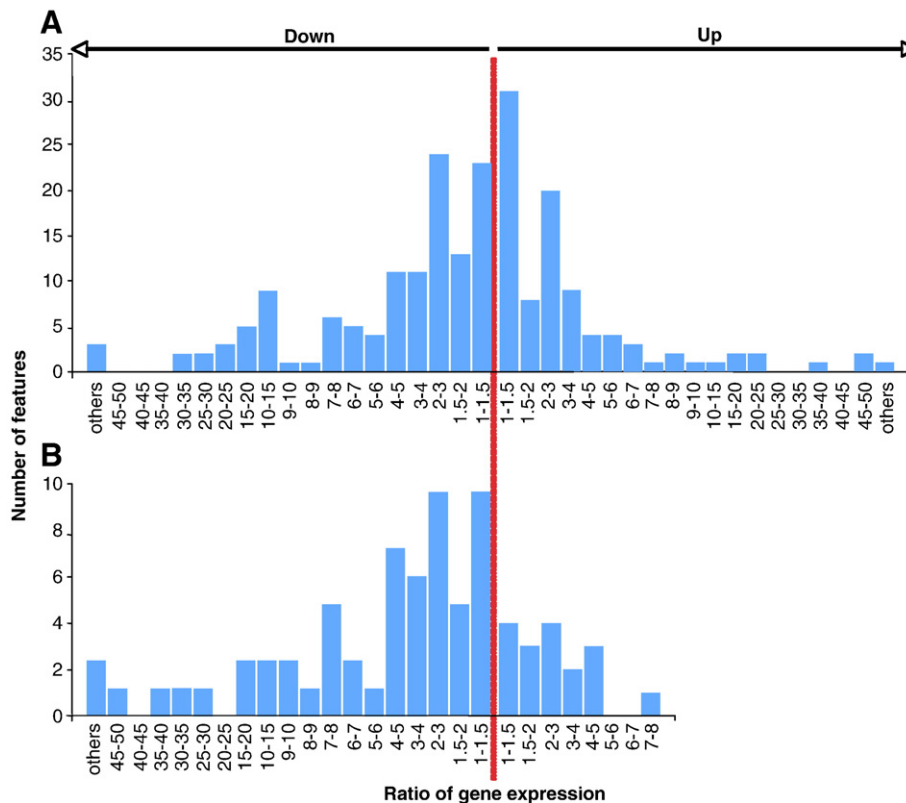 A
Down
Up
35
30
25
20
15
10
5
0
others 45-50 40-45 35-40 30-35 25-30 20-25 15-20 10-15 9-10 8-9 7-8 6-7 5-6 4-5 3-4 2-3 1.5-2 1-1.5 1-1.5 1.5-2 2-3 3-4 4-5 5-6 6-7 7-8 8-9 9-10 10-15 15-20 20-25 25-30 30-35 35-40 40-45 45-50 others
Number of features
B
10
8
6
4
2
0
others 45-50 40-45 35-40 30-35 25-30 20-25 15-20 10-15 9-10 8-9 7-8 6-7 5-6 4-5 3-4 2-3 1.5-2 1-1.5 1-1.5 1.5-2 2-3 3-4 4-5 5-6 6-7 7-8
Ratio of gene expression